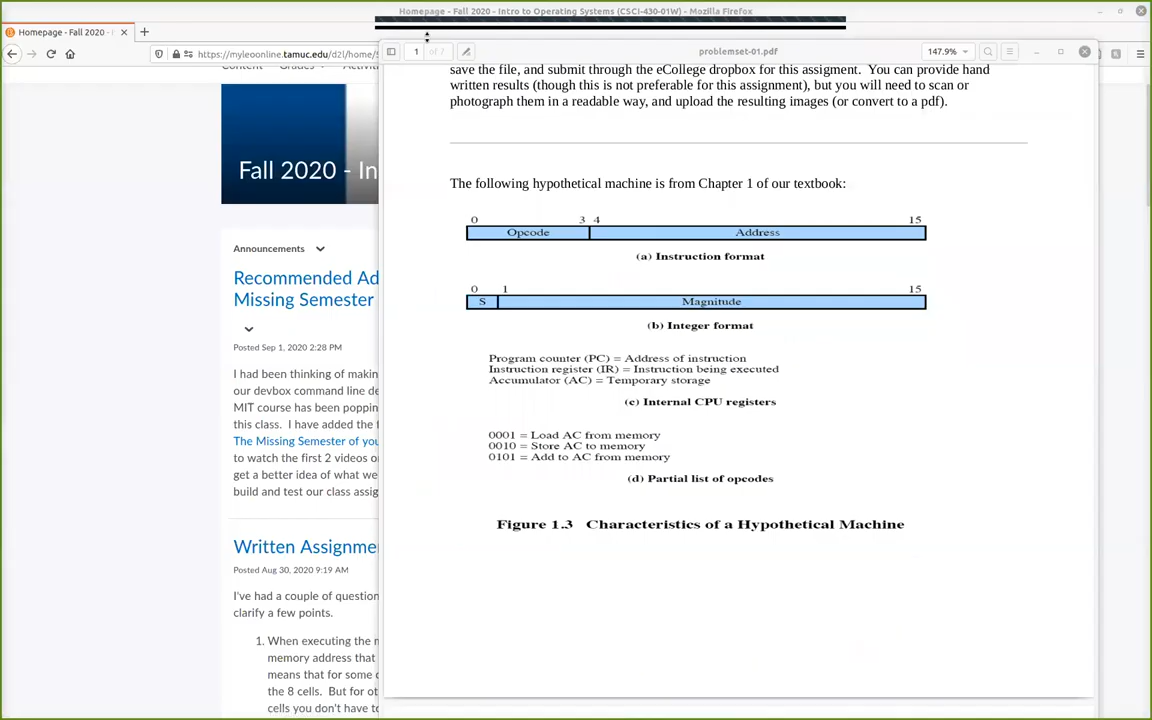 Homepage - Fall 2020 - Intro to Operating Systems (CSCI-430-01W) - Mozilla Firefox
Homepage - Fall 2020 -
https://myleoonline.tamuc.edu/d2l/home/
Fall 2020 - In
Announcements
Recommended Ad
Missing Semester
Posted Sep 1, 2020 2:28 PM
I had been thinking of makin
our devbox command line de
MIT course has been poppin
this class. I have added the f
The Missing Semester of you
to watch the first 2 videos o
get a better idea of what we
build and test our class assig
Written Assignme
Posted Aug 30, 2020 9:19 AM
I've had a couple of question
clarify a few points.
1. When executing the m
memory address that
means that for some c
the 8 cells. But for ot
cells you don't have to
1 of 7
problemset-01.pdf
147.9%
save the file, and submit through the eCollege dropbox for this assigment. You can provide hand
written results (though this is not preferable for this assignment), but you will need to scan or
photograph them in a readable way, and upload the resulting images (or convert to a pdf).
The following hypothetical machine is from Chapter 1 of our textbook:
0 3 4 15
Opcode Address
(a) Instruction format
0 1 15
S Magnitude
(b) Integer format
Program counter (PC) = Address of instruction
Instruction register (IR) = Instruction being executed
Accumulator (AC) = Temporary storage
(c) Internal CPU registers
0001 = Load AC from memory
0010 = Store AC to memory
0101 = Add to AC from memory
(d) Partial list of opcodes
Figure 1.3 Characteristics of a Hypothetical Machine